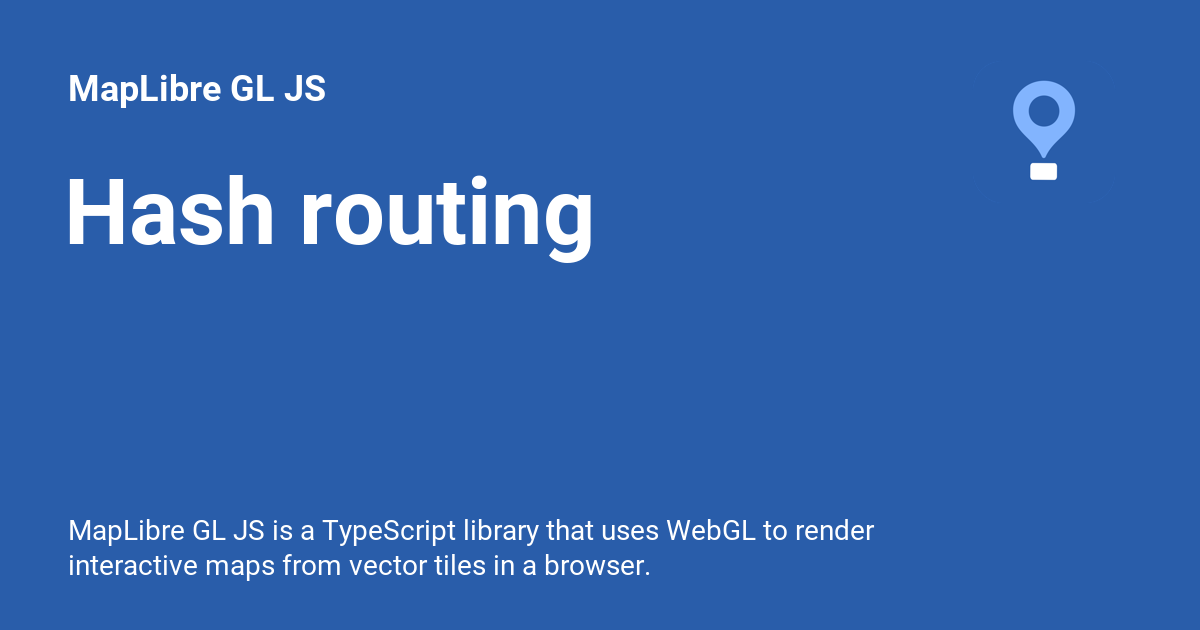 MapLibre GL JS
Hash routing
MapLibre GL JS is a TypeScript library that uses WebGL to render
interactive maps from vector tiles in a browser.